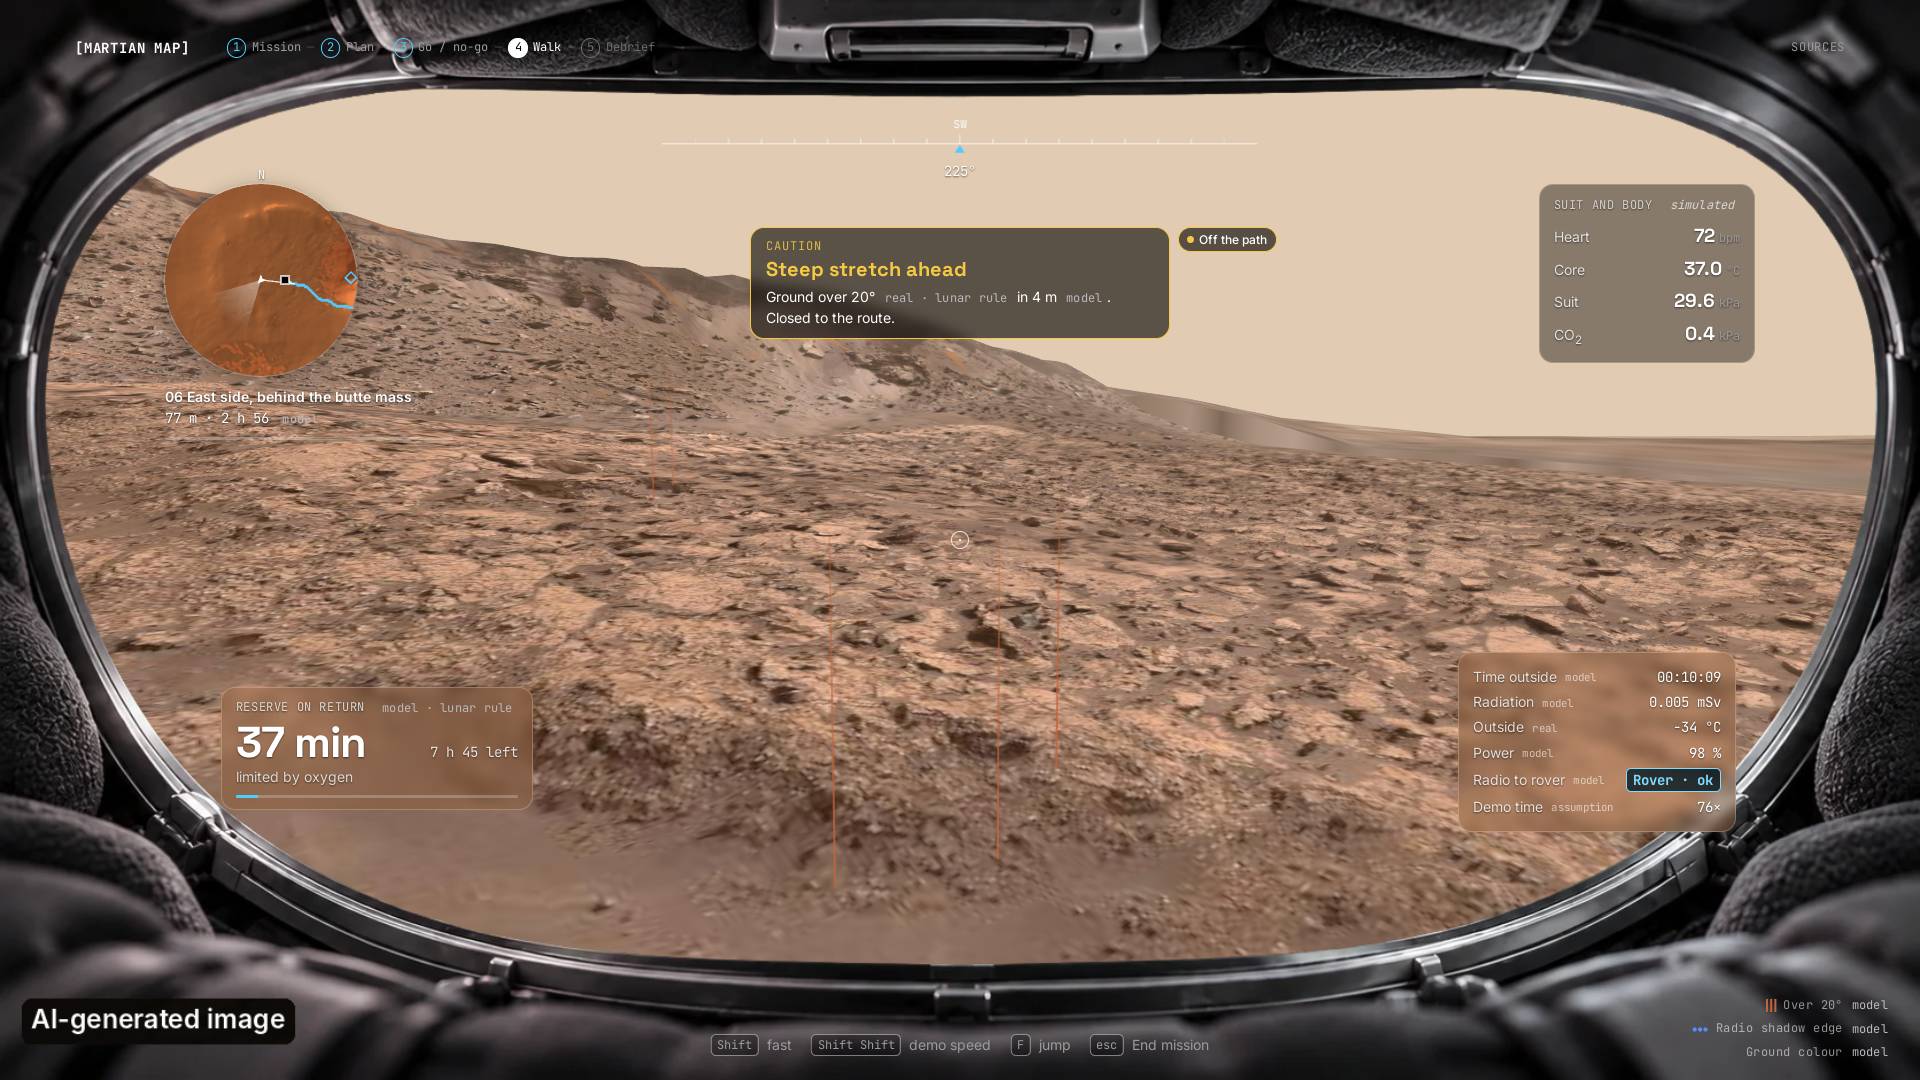 [MARTIAN MAP] 1 Mission 2 Plan 3 Go / no-go 4 Walk 5 Debrief
SOURCES
SW
225°
N
06 East side, behind the butte mass
77 m · 2 h 56 model
CAUTION
Steep stretch ahead
Ground over 20° real · lunar rule in 4 m model .
Closed to the route.
Off the path
SUIT AND BODY simulated
Heart 72 bpm
Core 37.0 °C
Suit 29.6 kPa
CO2 0.4 kPa
RESERVE ON RETURN model · lunar rule
37 min 7 h 45 left
limited by oxygen
Time outside model 00:10:09
Radiation model 0.005 mSv
Outside real -34 °C
Power model 98 %
Radio to rover model Rover · ok
Demo time assumption 76×
AI-generated image
Shift fast Shift Shift demo speed F jump esc End mission
Over 20° model
Radio shadow edge model
Ground colour model